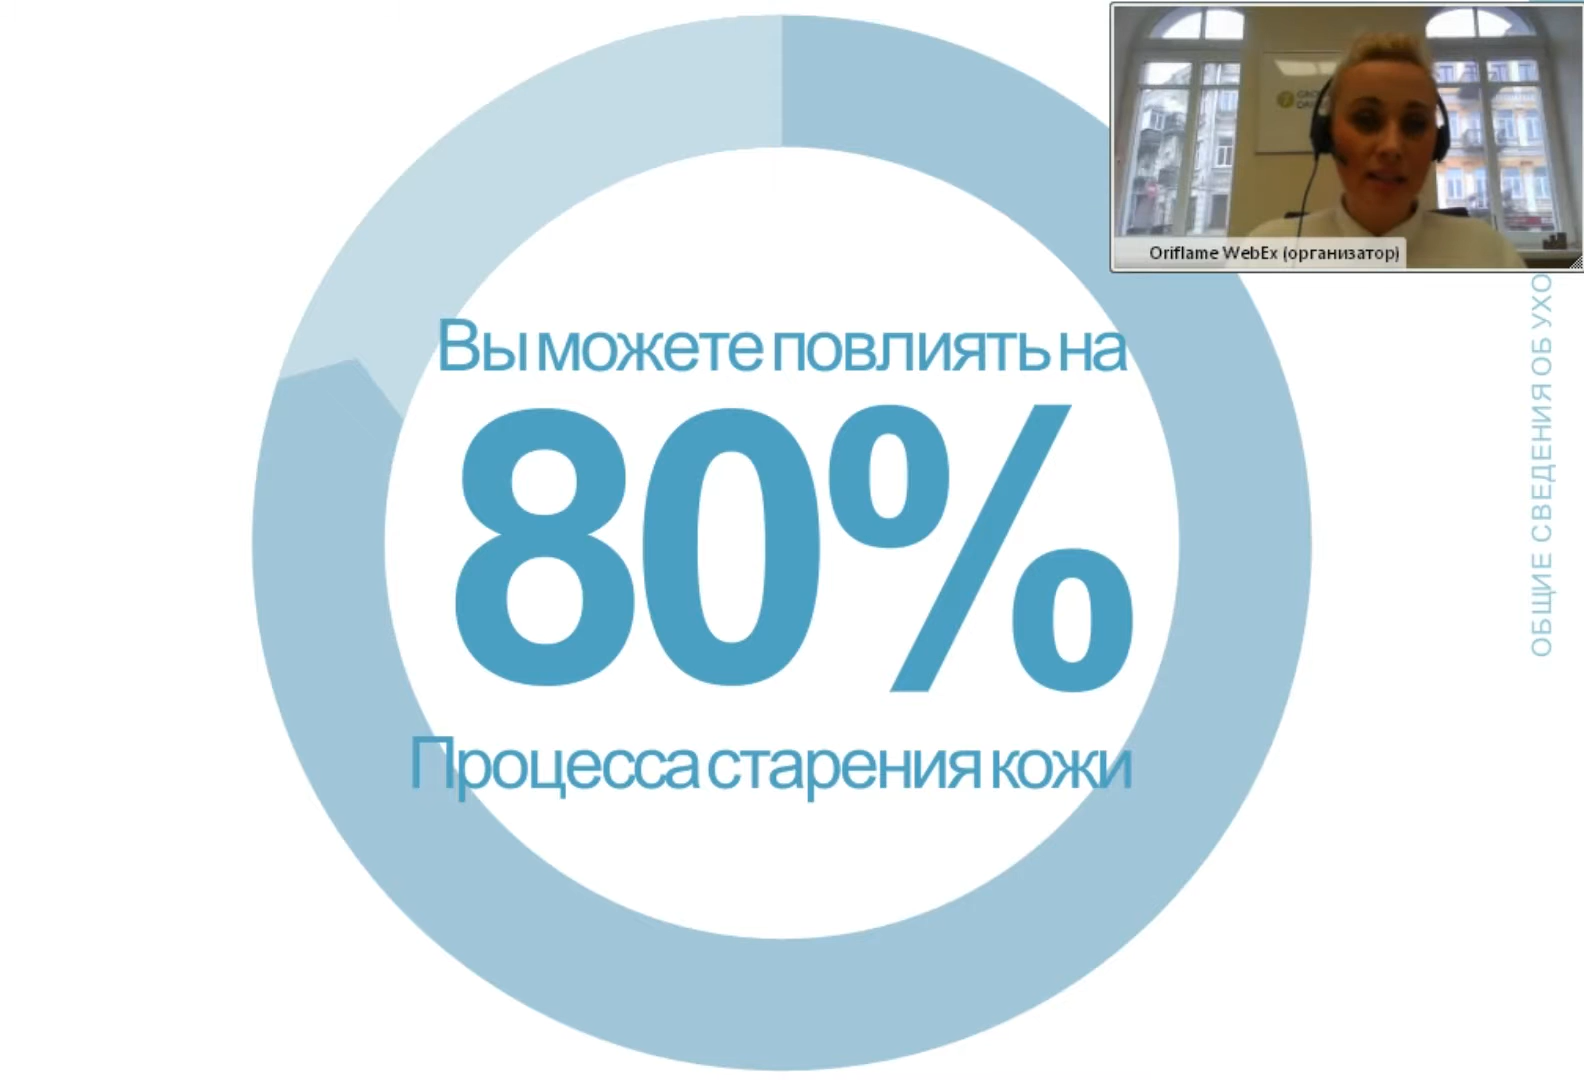 Вы можете повлиять на
80%
Процесса старения кожи
Oriflame WebEx (организатор)
ОБЩИЕ СВЕДЕНИЯ ОБ УХО